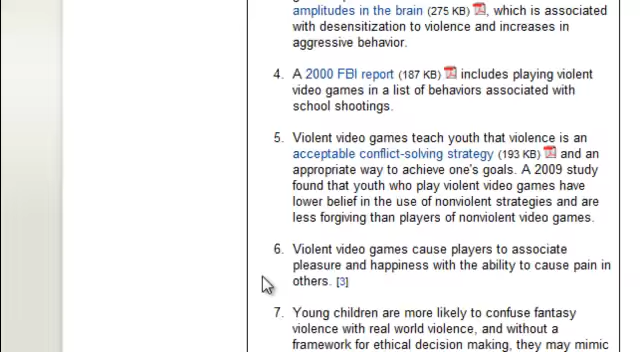 amplitudes in the brain (275 KB) , which is associated
with desensitization to violence and increases in
aggressive behavior.
4. A 2000 FBI report (187 KB) includes playing violent
video games in a list of behaviors associated with
school shootings.
5. Violent video games teach youth that violence is an
acceptable conflict-solving strategy (193 KB) and an
appropriate way to achieve one's goals. A 2009 study
found that youth who play violent video games have
lower belief in the use of nonviolent strategies and are
less forgiving than players of nonviolent video games.
6. Violent video games cause players to associate
pleasure and happiness with the ability to cause pain in
others. [3]
7. Young children are more likely to confuse fantasy
violence with real world violence, and without a
framework for ethical decision making, they may mimic